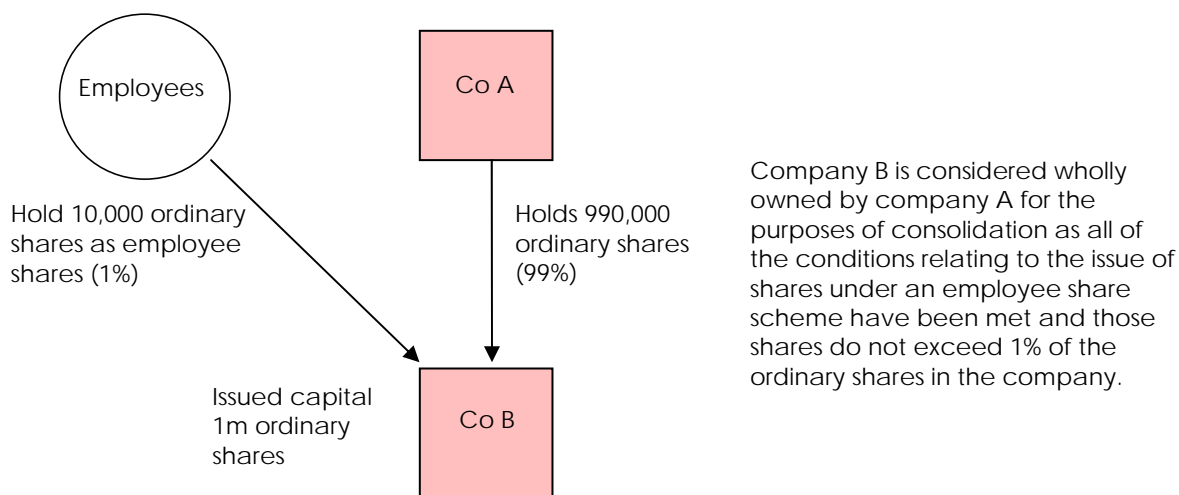 Employees
Co A
Hold 10,000 ordinary
shares as employee
shares (1%)
Holds 990,000
ordinary shares
(99%)
Company B is considered wholly
owned by company A for the
purposes of consolidation as all of
the conditions relating to the issue of
shares under an employee share
scheme have been met and those
shares do not exceed 1% of the
ordinary shares in the company.
Issued capital
1m ordinary
shares
Co B